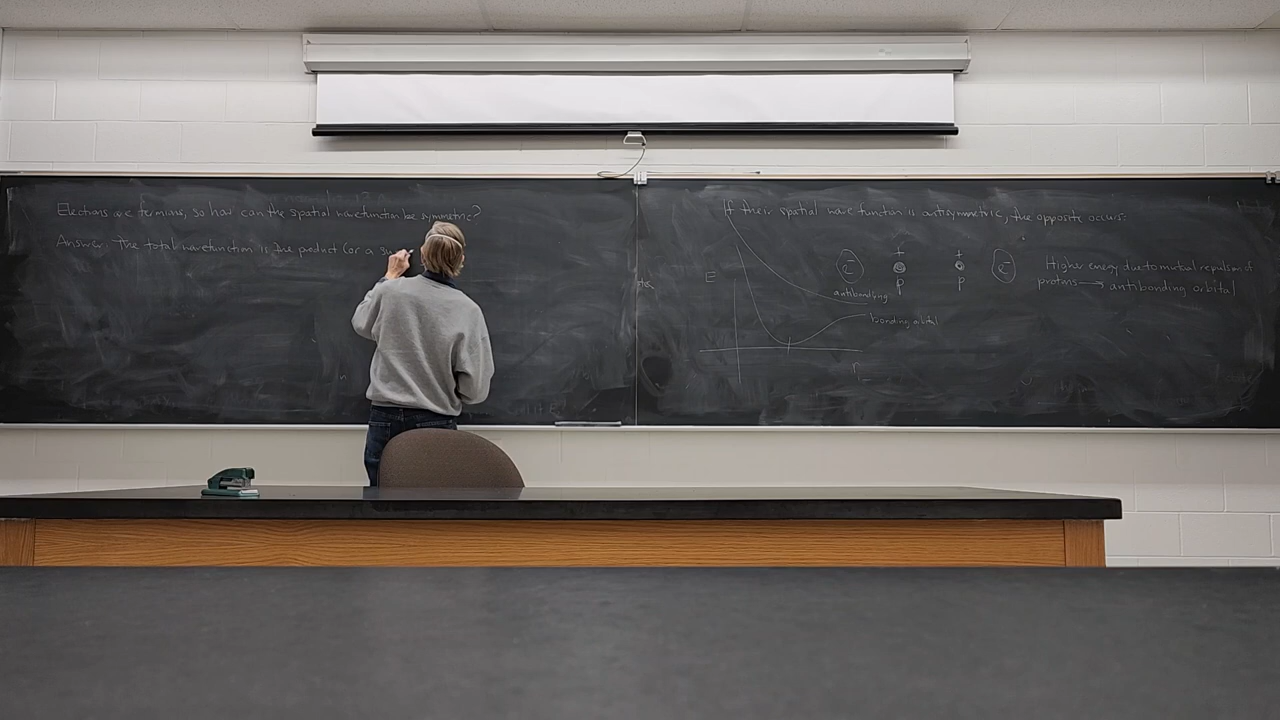 Electrons are fermions, so how can the spatial wavefunction be symmetric?
Answer: The total wavefunction is the product (or a su
If their spatial wave function is antisymmetric, the opposite occurs:
E
antibonding
bonding orbital
r
e⁻
+
p
+
p
e⁻
Higher energy due to mutual repulsion of
protons → antibonding orbital